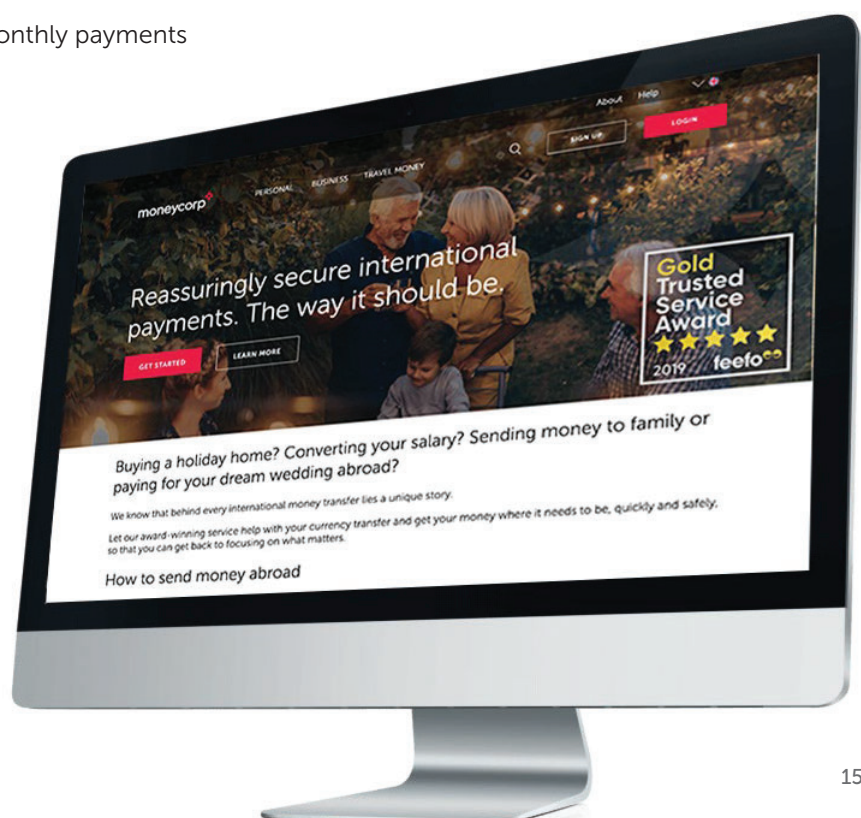 onthly payments
About Help
SIGN UP LOGIN
moneycorp PERSONAL BUSINESS TRAVEL MONEY
Reassuringly secure international
payments. The way it should be.
GET STARTED LEARN MORE
Gold
Trusted
Service
Award
2019 feefo
Buying a holiday home? Converting your salary? Sending money to family or
paying for your dream wedding abroad?
We know that behind every international money transfer lies a unique story.
Let our award-winning service help with your currency transfer and get your money where it needs to be, quickly and safely,
so that you can get back to focusing on what matters.
How to send money abroad
15